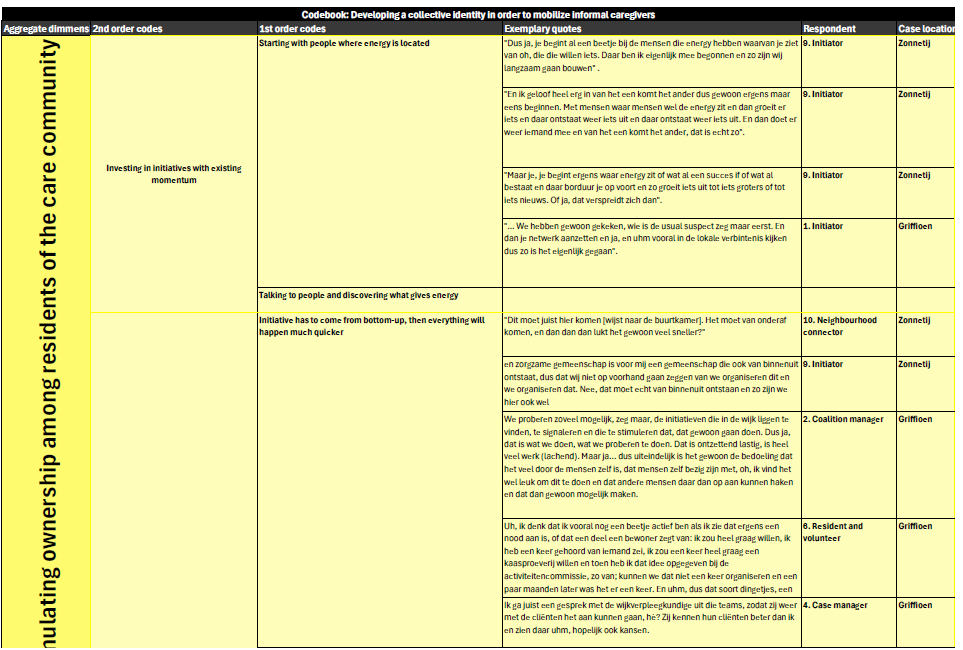 Codebook: Developing a collective identity in order to mobilize informal caregivers
Aggregate dimmens 2nd order codes 1st order codes Exemplary quotes Respondent Case location
mulating ownership among residents of the care community
Investing in initiatives with existing
momentum
Starting with people where energy is located
"Dus ja, je begint al een beetje bij de mensen die energy hebben waarvan je ziet
van oh, die die willen iets. Daar ben ik eigenlijk mee begonnen en zo zijn wij
langzaam gaan bouwen" .
9. Initiator
Zonnetij
"En ik geloof heel erg in van het een komt het ander dus gewoon ergens maar
eens beginnen. Met mensen waar mensen wel de energy zit en dan groeit er
iets en daar ontstaat weer iets uit en daar ontstaat weer iets uit. En dan doet er
weer iemand mee en van het een komt het ander, dat is echt zo".
9. Initiator
Zonnetij
"Maar je, je begint ergens waar energy zit of wat al een succes if of wat al
bestaat en daar borduur je op voort en zo groeit iets uit tot iets groters of tot
iets nieuws. Of ja, dat verspreidt zich dan".
9. Initiator
Zonnetij
"... We hebben gewoon gekeken, wie is de usual suspect zeg maar eerst. En
dan je netwerk aanzetten en ja, en uhm vooral in de lokale verbintenis kijken
dus zo is het eigenlijk gegaan".
1. Initiator
Griffioen
Talking to people and discovering what gives energy
Initiative has to come from bottom-up, then everything will
happen much quicker
"Dit moet juist hier komen [wijst naar de buurtkamer]. Het moet van onderaf
komen, en dan dan dan lukt het gewoon veel sneller?"
10. Neighbourhood
connector
Zonnetij
en zorgzame gemeenschap is voor mij een gemeenschap die ook van binnenuit
ontstaat, dus dat wij niet op voorhand gaan zeggen van we organiseren dit en
we organiseren dat. Nee, dat moet echt van binnenuit ontstaan en zo zijn we
hier ook wel
9. Initiator
Zonnetij
We proberen zoveel mogelijk, zeg maar, de initiatieven die in de wijk liggen te
vinden, te signaleren en die te stimuleren dat, dat gewoon gaan doen. Dus ja,
dat is wat we doen, wat we proberen te doen. Dat is ontzettend lastig, is heel
veel werk (lachend). Maar ja... dus uiteindelijk is het gewoon de bedoeling dat
het veel door de mensen zelf is, dat mensen zelf bezig zijn met, oh, ik vind het
wel leuk om dit te doen en dat andere mensen daar dan op aan kunnen haken
en dat dan gewoon mogelijk maken.
2. Coalition manager
Griffioen
Uh, ik denk dat ik vooral nog een beetje actief ben als ik zie dat ergens een
nood aan is, of dat een deel een bewoner zegt van: ik zou heel graag willen, ik
heb een keer gehoord van iemand zei, ik zou een keer heel graag een
kaasproeverij willen en toen heb ik dat idee opgegeven bij de
activiteitencommissie, zo van; kunnen we dat niet een keer organiseren en een
paar maanden later was het er een keer. En uhm, dus dat soort dingetjes, een
6. Resident and
volunteer
Griffioen
Ik ga juist een gesprek met de wijkverpleegkundige uit die teams, zodat zij weer
met de cliënten het aan kunnen gaan, hè? Zij kennen hun cliënten beter dan ik
en zien daar uhm, hopelijk ook kansen.
4. Case manager
Griffioen